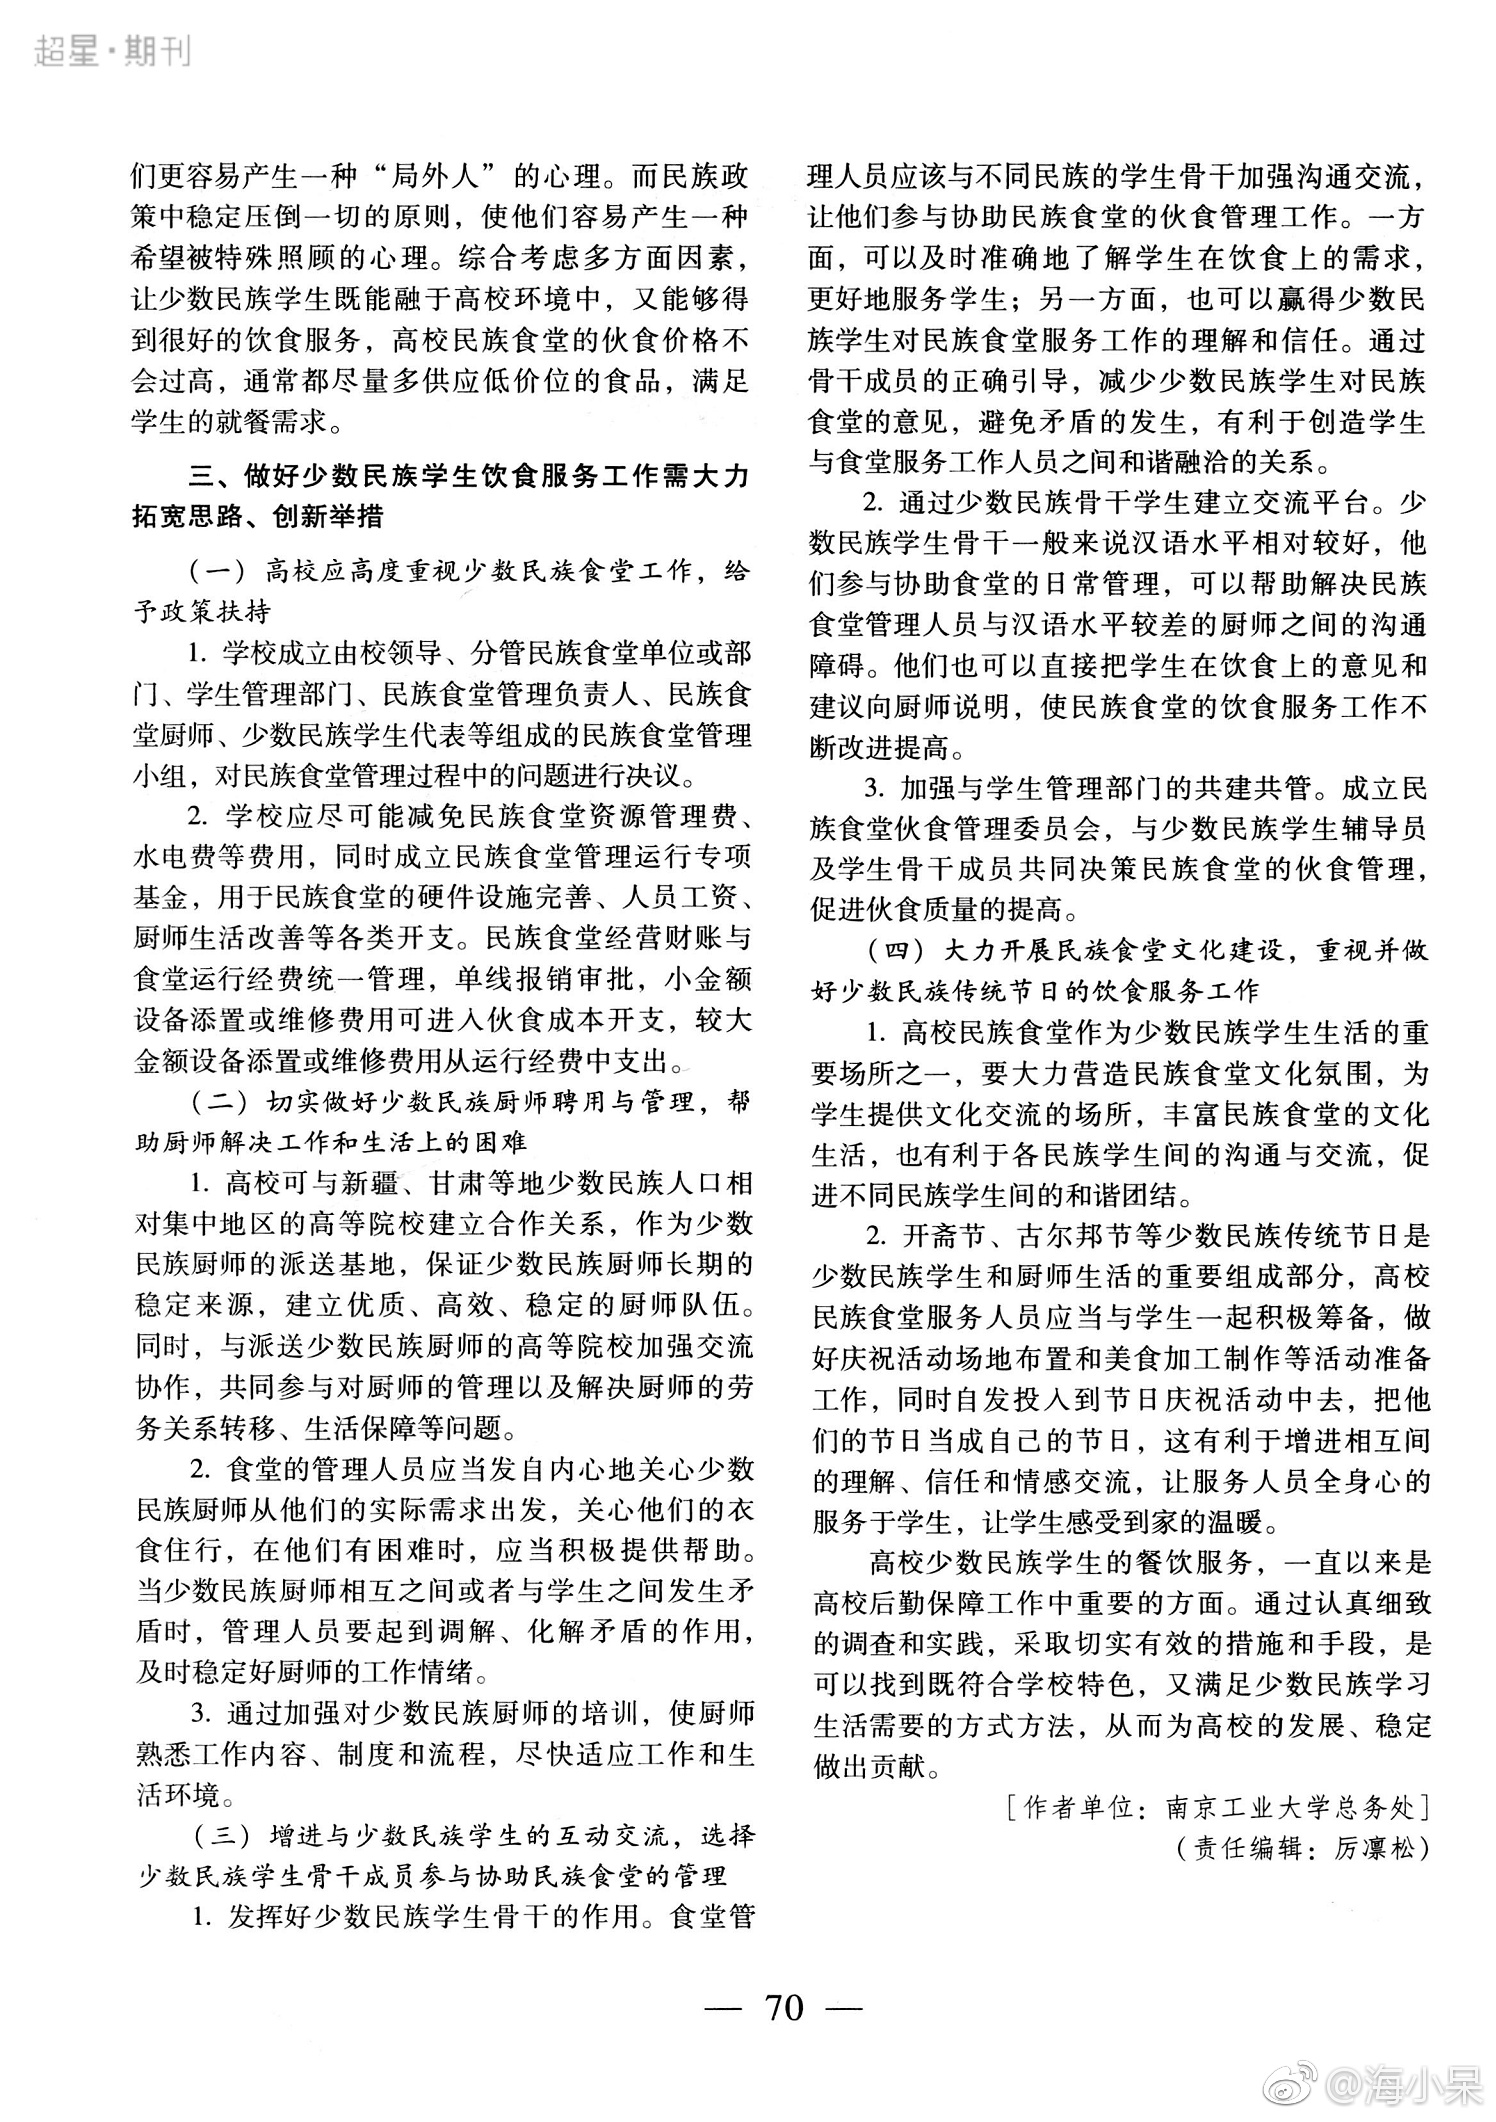 超星·期刊
们更容易产生一种“局外人”的心理。而民族政
策中稳定压倒一切的原则，使他们容易产生一种
希望被特殊照顾的心理。综合考虑多方面因素，
让少数民族学生既能融于高校环境中，又能够得
到很好的饮食服务，高校民族食堂的伙食价格不
会过高，通常都尽量多供应低价位的食品，满足
学生的就餐需求。
三、做好少数民族学生饮食服务工作需大力
拓宽思路、创新举措
（一）高校应高度重视少数民族食堂工作，给
予政策扶持
1. 学校成立由校领导、分管民族食堂单位或部
门、学生管理部门、民族食堂管理负责人、民族食
堂厨师、少数民族学生代表等组成的民族食堂管理
小组，对民族食堂管理过程中的问题进行决议。
2. 学校应尽可能减免民族食堂资源管理费、
水电费等费用，同时成立民族食堂管理运行专项
基金，用于民族食堂的硬件设施完善、人员工资、
厨师生活改善等各类开支。民族食堂经营财账与
食堂运行经费统一管理，单线报销审批，小金额
设备添置或维修费用可进入伙食成本开支，较大
金额设备添置或维修费用从运行经费中支出。
（二）切实做好少数民族厨师聘用与管理，帮
助厨师解决工作和生活上的困难
1. 高校可与新疆、甘肃等地少数民族人口相
对集中地区的高等院校建立合作关系，作为少数
民族厨师的派送基地，保证少数民族厨师长期的
稳定来源，建立优质、高效、稳定的厨师队伍。
同时，与派送少数民族厨师的高等院校加强交流
协作，共同参与对厨师的管理以及解决厨师的劳
务关系转移、生活保障等问题。
2. 食堂的管理人员应当发自内心地关心少数
民族厨师从他们的实际需求出发，关心他们的衣
食住行，在他们有困难时，应当积极提供帮助。
当少数民族厨师相互之间或者与学生之间发生矛
盾时，管理人员要起到调解、化解矛盾的作用，
及时稳定好厨师的工作情绪。
3. 通过加强对少数民族厨师的培训，使厨师
熟悉工作内容、制度和流程，尽快适应工作和生
活环境。
（三）增进与少数民族学生的互动交流，选择
少数民族学生骨干成员参与协助民族食堂的管理
1. 发挥好少数民族学生骨干的作用。食堂管
理人员应该与不同民族的学生骨干加强沟通交流，
让他们参与协助民族食堂的伙食管理工作。一方
面，可以及时准确地了解学生在饮食上的需求，
更好地服务学生；另一方面，也可以赢得少数民
族学生对民族食堂服务工作的理解和信任。通过
骨干成员的正确引导，减少少数民族学生对民族
食堂的意见，避免矛盾的发生，有利于创造学生
与食堂服务工作人员之间和谐融洽的关系。
2. 通过少数民族骨干学生建立交流平台。少
数民族学生骨干一般来说汉语水平相对较好，他
们参与协助食堂的日常管理，可以帮助解决民族
食堂管理人员与汉语水平较差的厨师之间的沟通
障碍。他们也可以直接把学生在饮食上的意见和
建议向厨师说明，使民族食堂的饮食服务工作不
断改进提高。
3. 加强与学生管理部门的共建共管。成立民
族食堂伙食管理委员会，与少数民族学生辅导员
及学生骨干成员共同决策民族食堂的伙食管理，
促进伙食质量的提高。
（四）大力开展民族食堂文化建设，重视并做
好少数民族传统节日的饮食服务工作
1. 高校民族食堂作为少数民族学生生活的重
要场所之一，要大力营造民族食堂文化氛围，为
学生提供文化交流的场所，丰富民族食堂的文化
生活，也有利于各民族学生间的沟通与交流，促
进不同民族学生间的和谐团结。
2. 开斋节、古尔邦节等少数民族传统节日是
少数民族学生和厨师生活的重要组成部分，高校
民族食堂服务人员应当与学生一起积极筹备，做
好庆祝活动场地布置和美食加工制作等活动准备
工作，同时自发投入到节日庆祝活动中去，把他
们的节日当成自己的节日，这有利于增进相互间
的理解、信任和情感交流，让服务人员全身心的
服务于学生，让学生感受到家的温暖。
高校少数民族学生的餐饮服务，一直以来是
高校后勤保障工作中重要的方面。通过认真细致
的调查和实践，采取切实有效的措施和手段，是
可以找到既符合学校特色，又满足少数民族学习
生活需要的方式方法，从而为高校的发展、稳定
做出贡献。
［作者单位：南京工业大学总务处］
（责任编辑：厉凛松）
— 70 —
@海小呆